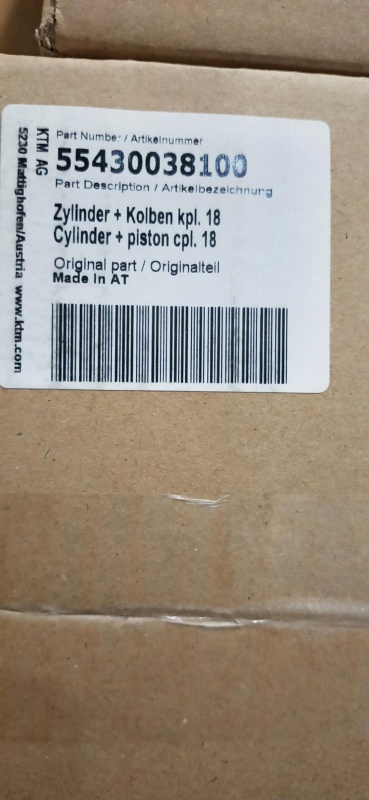 Part Number / Artikelnummer
55430038100
Part Description / Artikelbezeichnung
Zylinder + Kolben kpl. 18
Cylinder + piston cpl. 18
Original part / Originalteil
Made in AT
KTM AG
5230 Mattighofen/Austria www.ktm.com